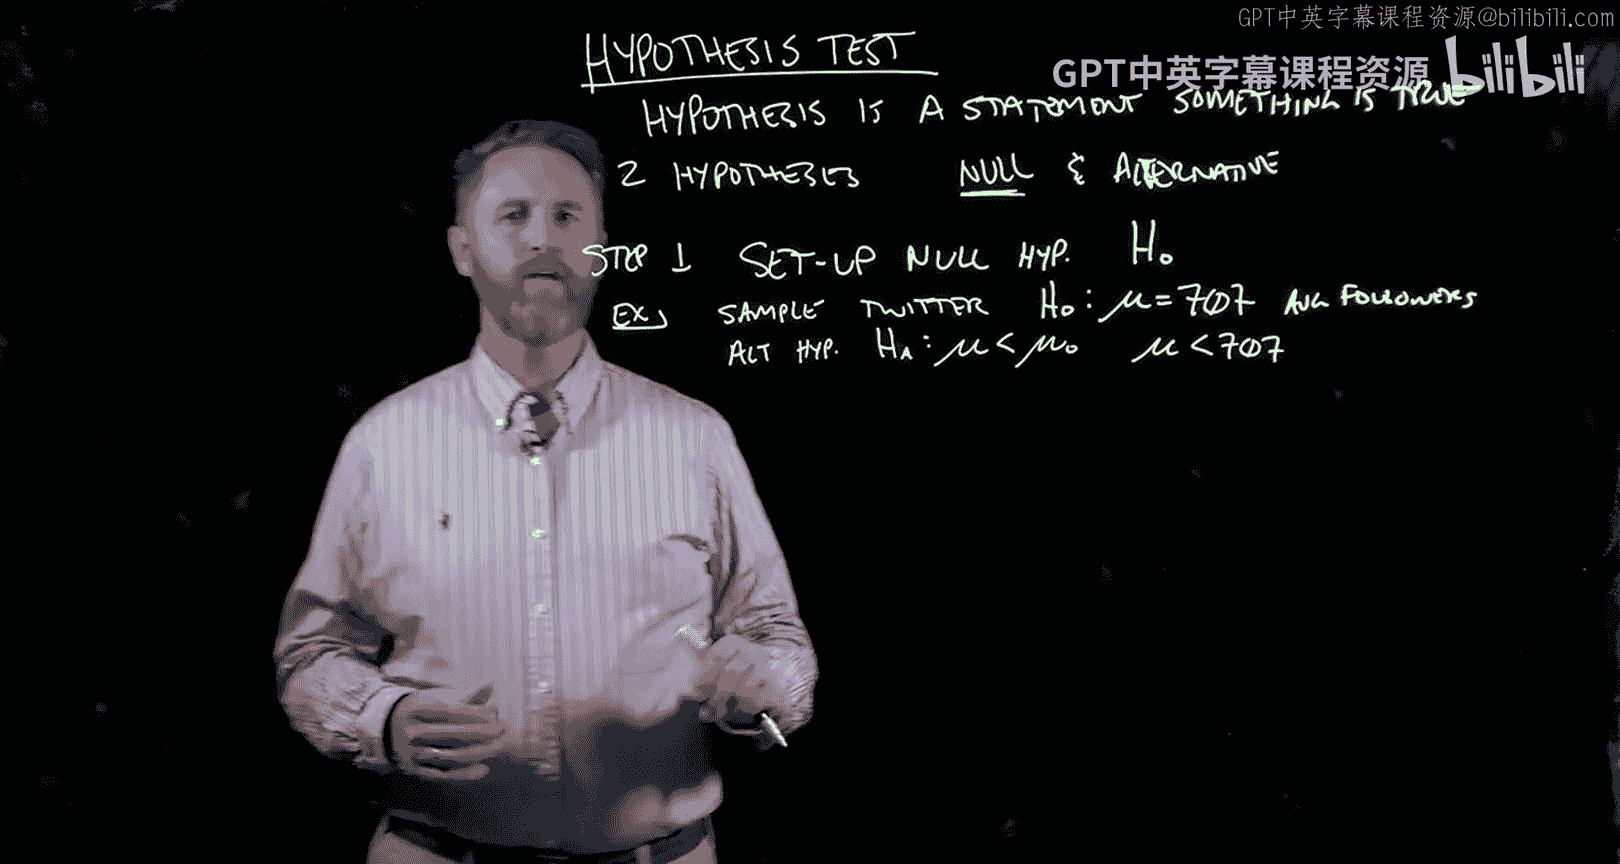 GPT中英字幕课程资源@bilibili.com
GPT中英字幕课程资源 bilibili
HYPOTHESIS TEST
HYPOTHESIS IS A STATEMENT SOMETHING IS TRUE
2 HYPOTHESES NULL & ALTERNATIVE
STEP 1 SET-UP NULL HYP. H₀
EX) SAMPLE TWITTER H₀: μ = 707 AVG FOLLOWERS
ALT HYP. Hₐ: μ < μ₀ μ < 707